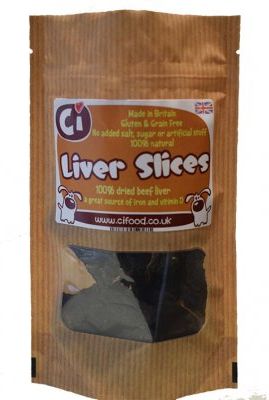 Ci
Made in Britain
Gluten & Grain Free
No added salt, sugar or artificial stuff
100% natural
Liver Slices
100% dried beef liver
a great source of iron and vitamin D
www.cifood.co.uk